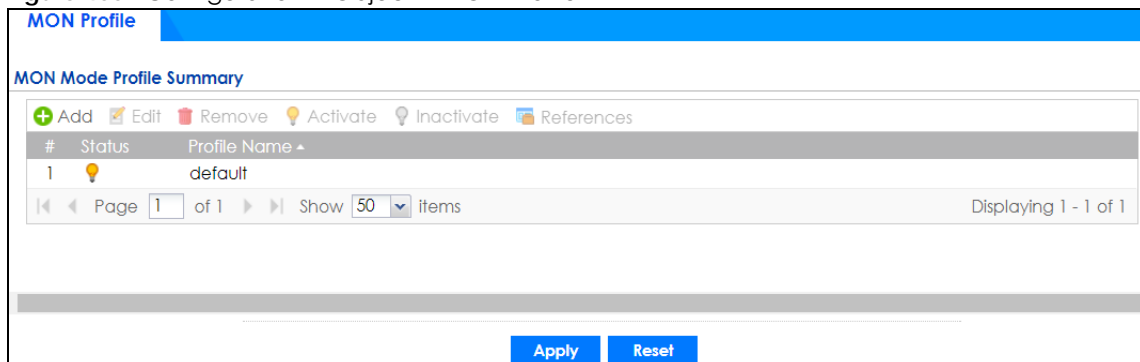 MON Profile
MON Mode Profile Summary
Add Edit Remove Activate Inactivate References
# Status Profile Name
1 default
Page 1 of 1 Show 50 items Displaying 1 - 1 of 1
Apply Reset